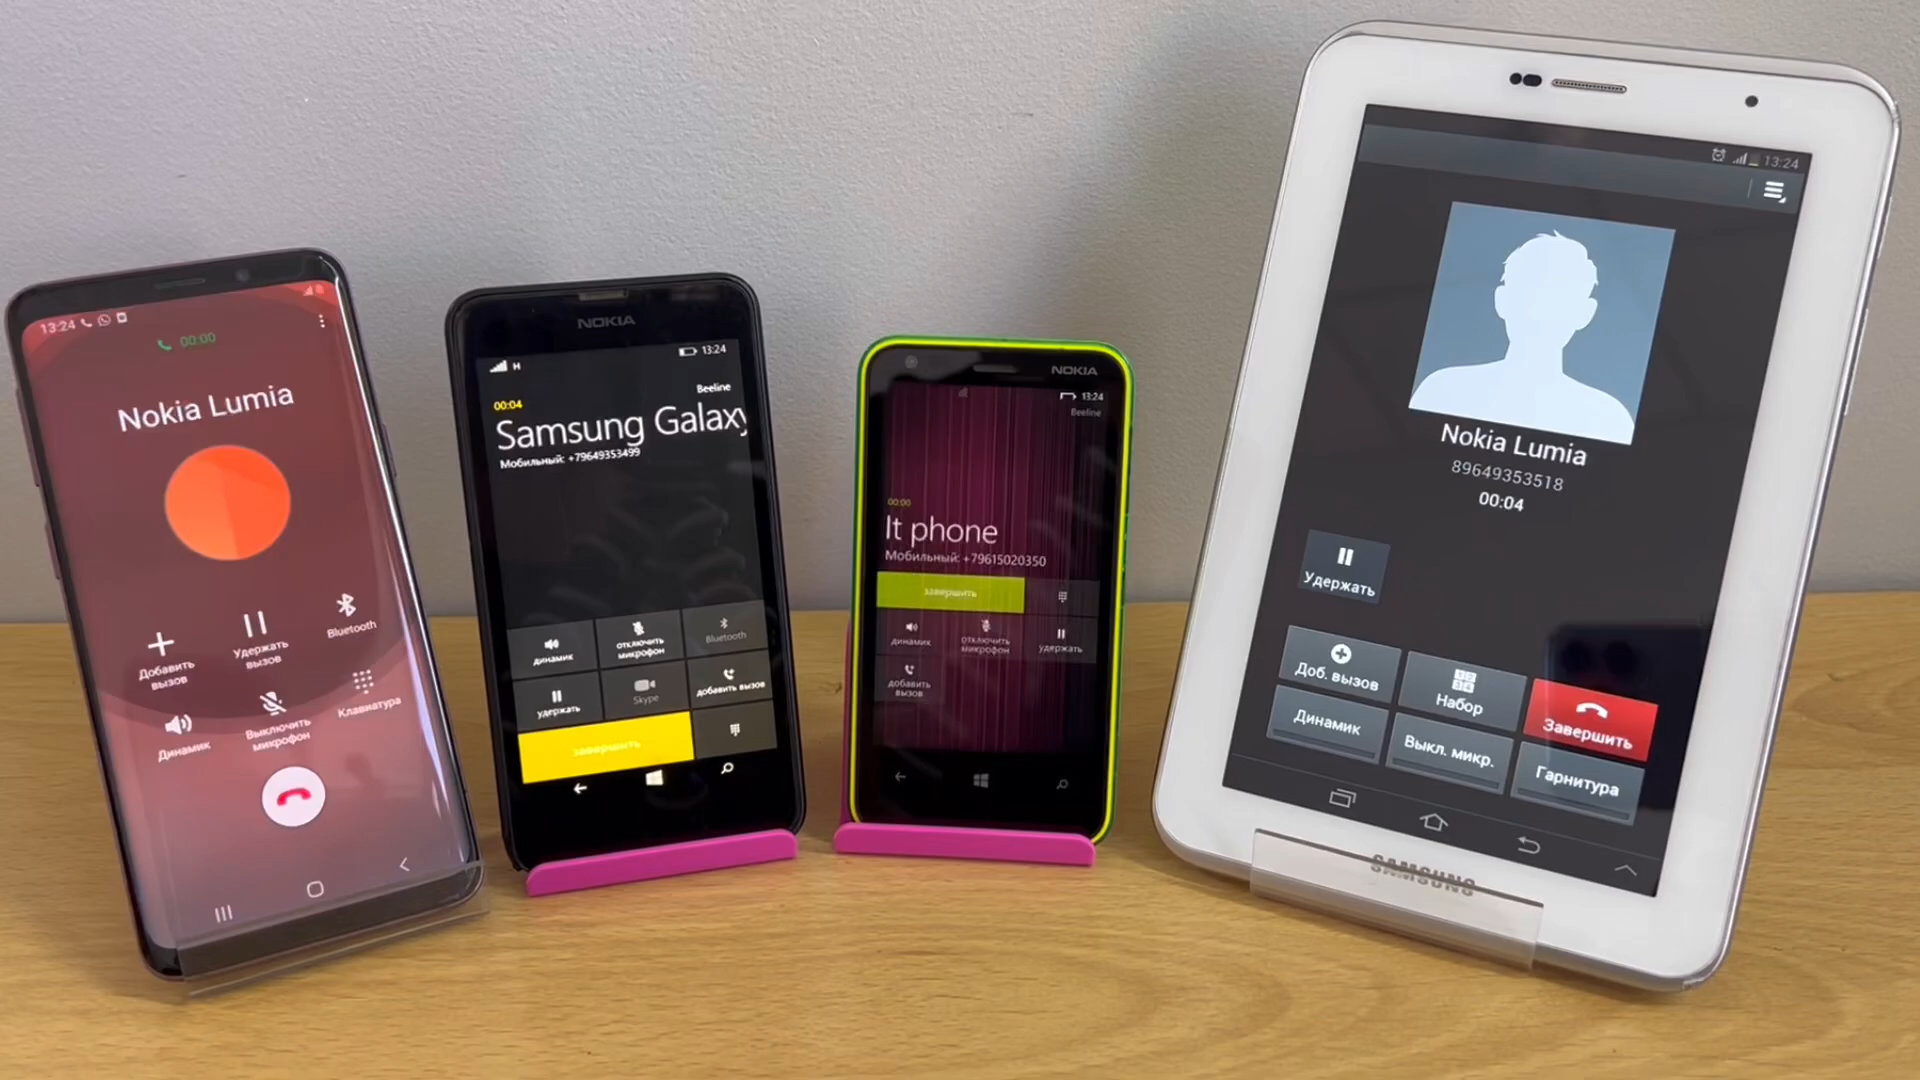 13:24
00:00
Nokia Lumia
Добавить вызов
Удержать вызов
Bluetooth
Динамик
Выключить микрофон
Клавиатура
NOKIA
H
13:24
Beeline
00:04
Samsung Galaxy
Мобильный: +79649353499
динамик
отключить микрофон
Bluetooth
удержать
Skype
добавить вызов
завершить
NOKIA
13:24
Beeline
00:00
It phone
Мобильный: +79615020350
завершить
динамик
отключить микрофон
удержать
добавить вызов
13:24
Nokia Lumia
89649353518
00:04
Удержать
Доб. вызов
Набор
Завершить
Динамик
Выкл. микр.
Гарнитура
SAMSUNG